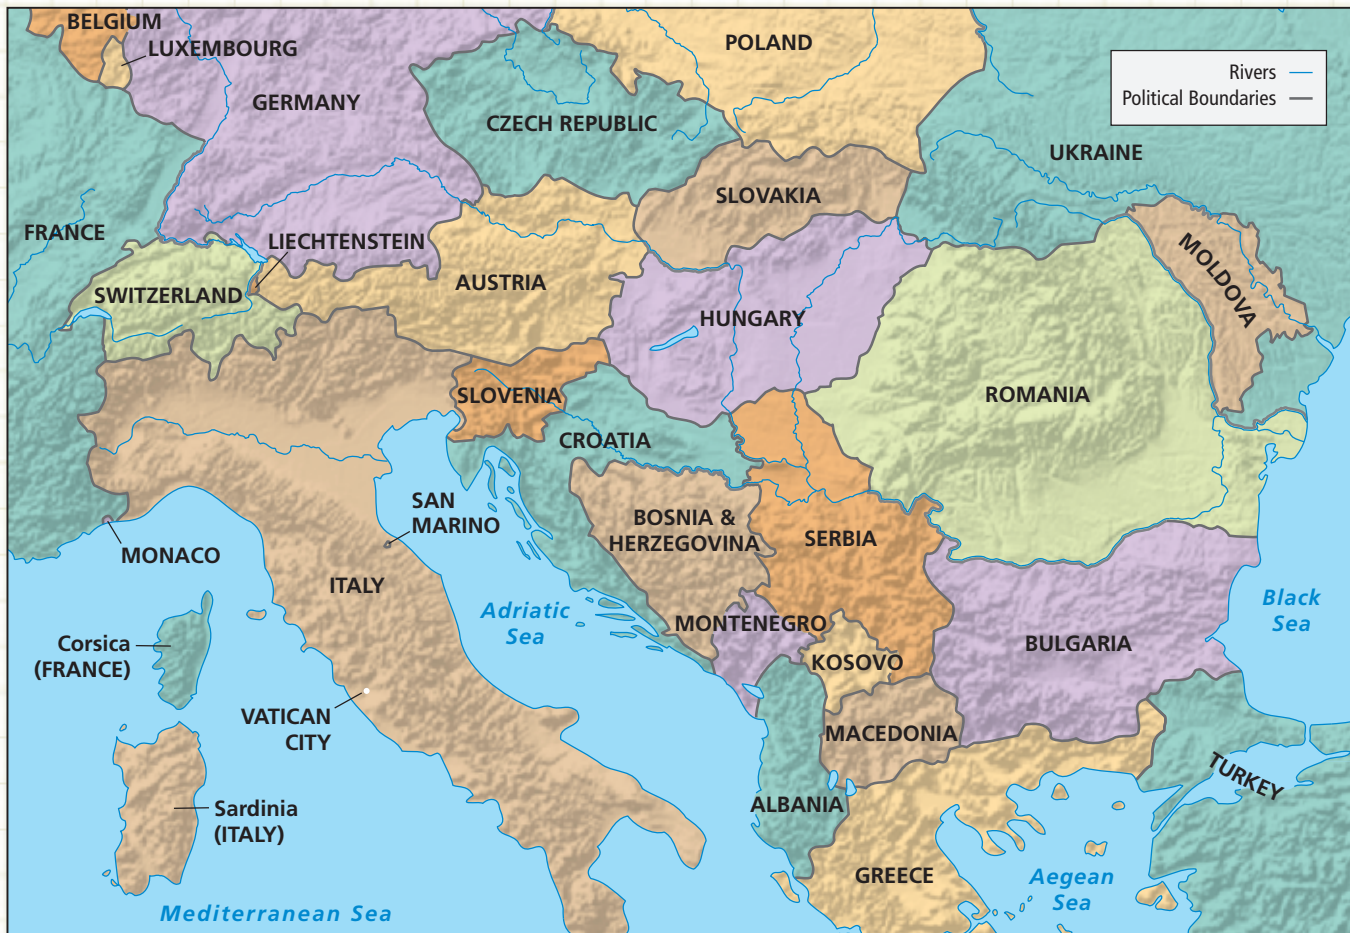 BELGIUM
LUXEMBOURG
GERMANY
POLAND
Rivers
Political Boundaries
CZECH REPUBLIC
UKRAINE
SLOVAKIA
FRANCE
LIECHTENSTEIN
MOLDOVA
SWITZERLAND
AUSTRIA
HUNGARY
SLOVENIA
ROMANIA
CROATIA
SAN
MARINO
BOSNIA &
HERZEGOVINA
SERBIA
MONACO
ITALY
Adriatic
Sea
Black
Sea
MONTENEGRO
BULGARIA
Corsica
(FRANCE)
KOSOVO
VATICAN
CITY
MACEDONIA
TURKEY
ALBANIA
Sardinia
(ITALY)
GREECE
Aegean
Sea
Mediterranean Sea